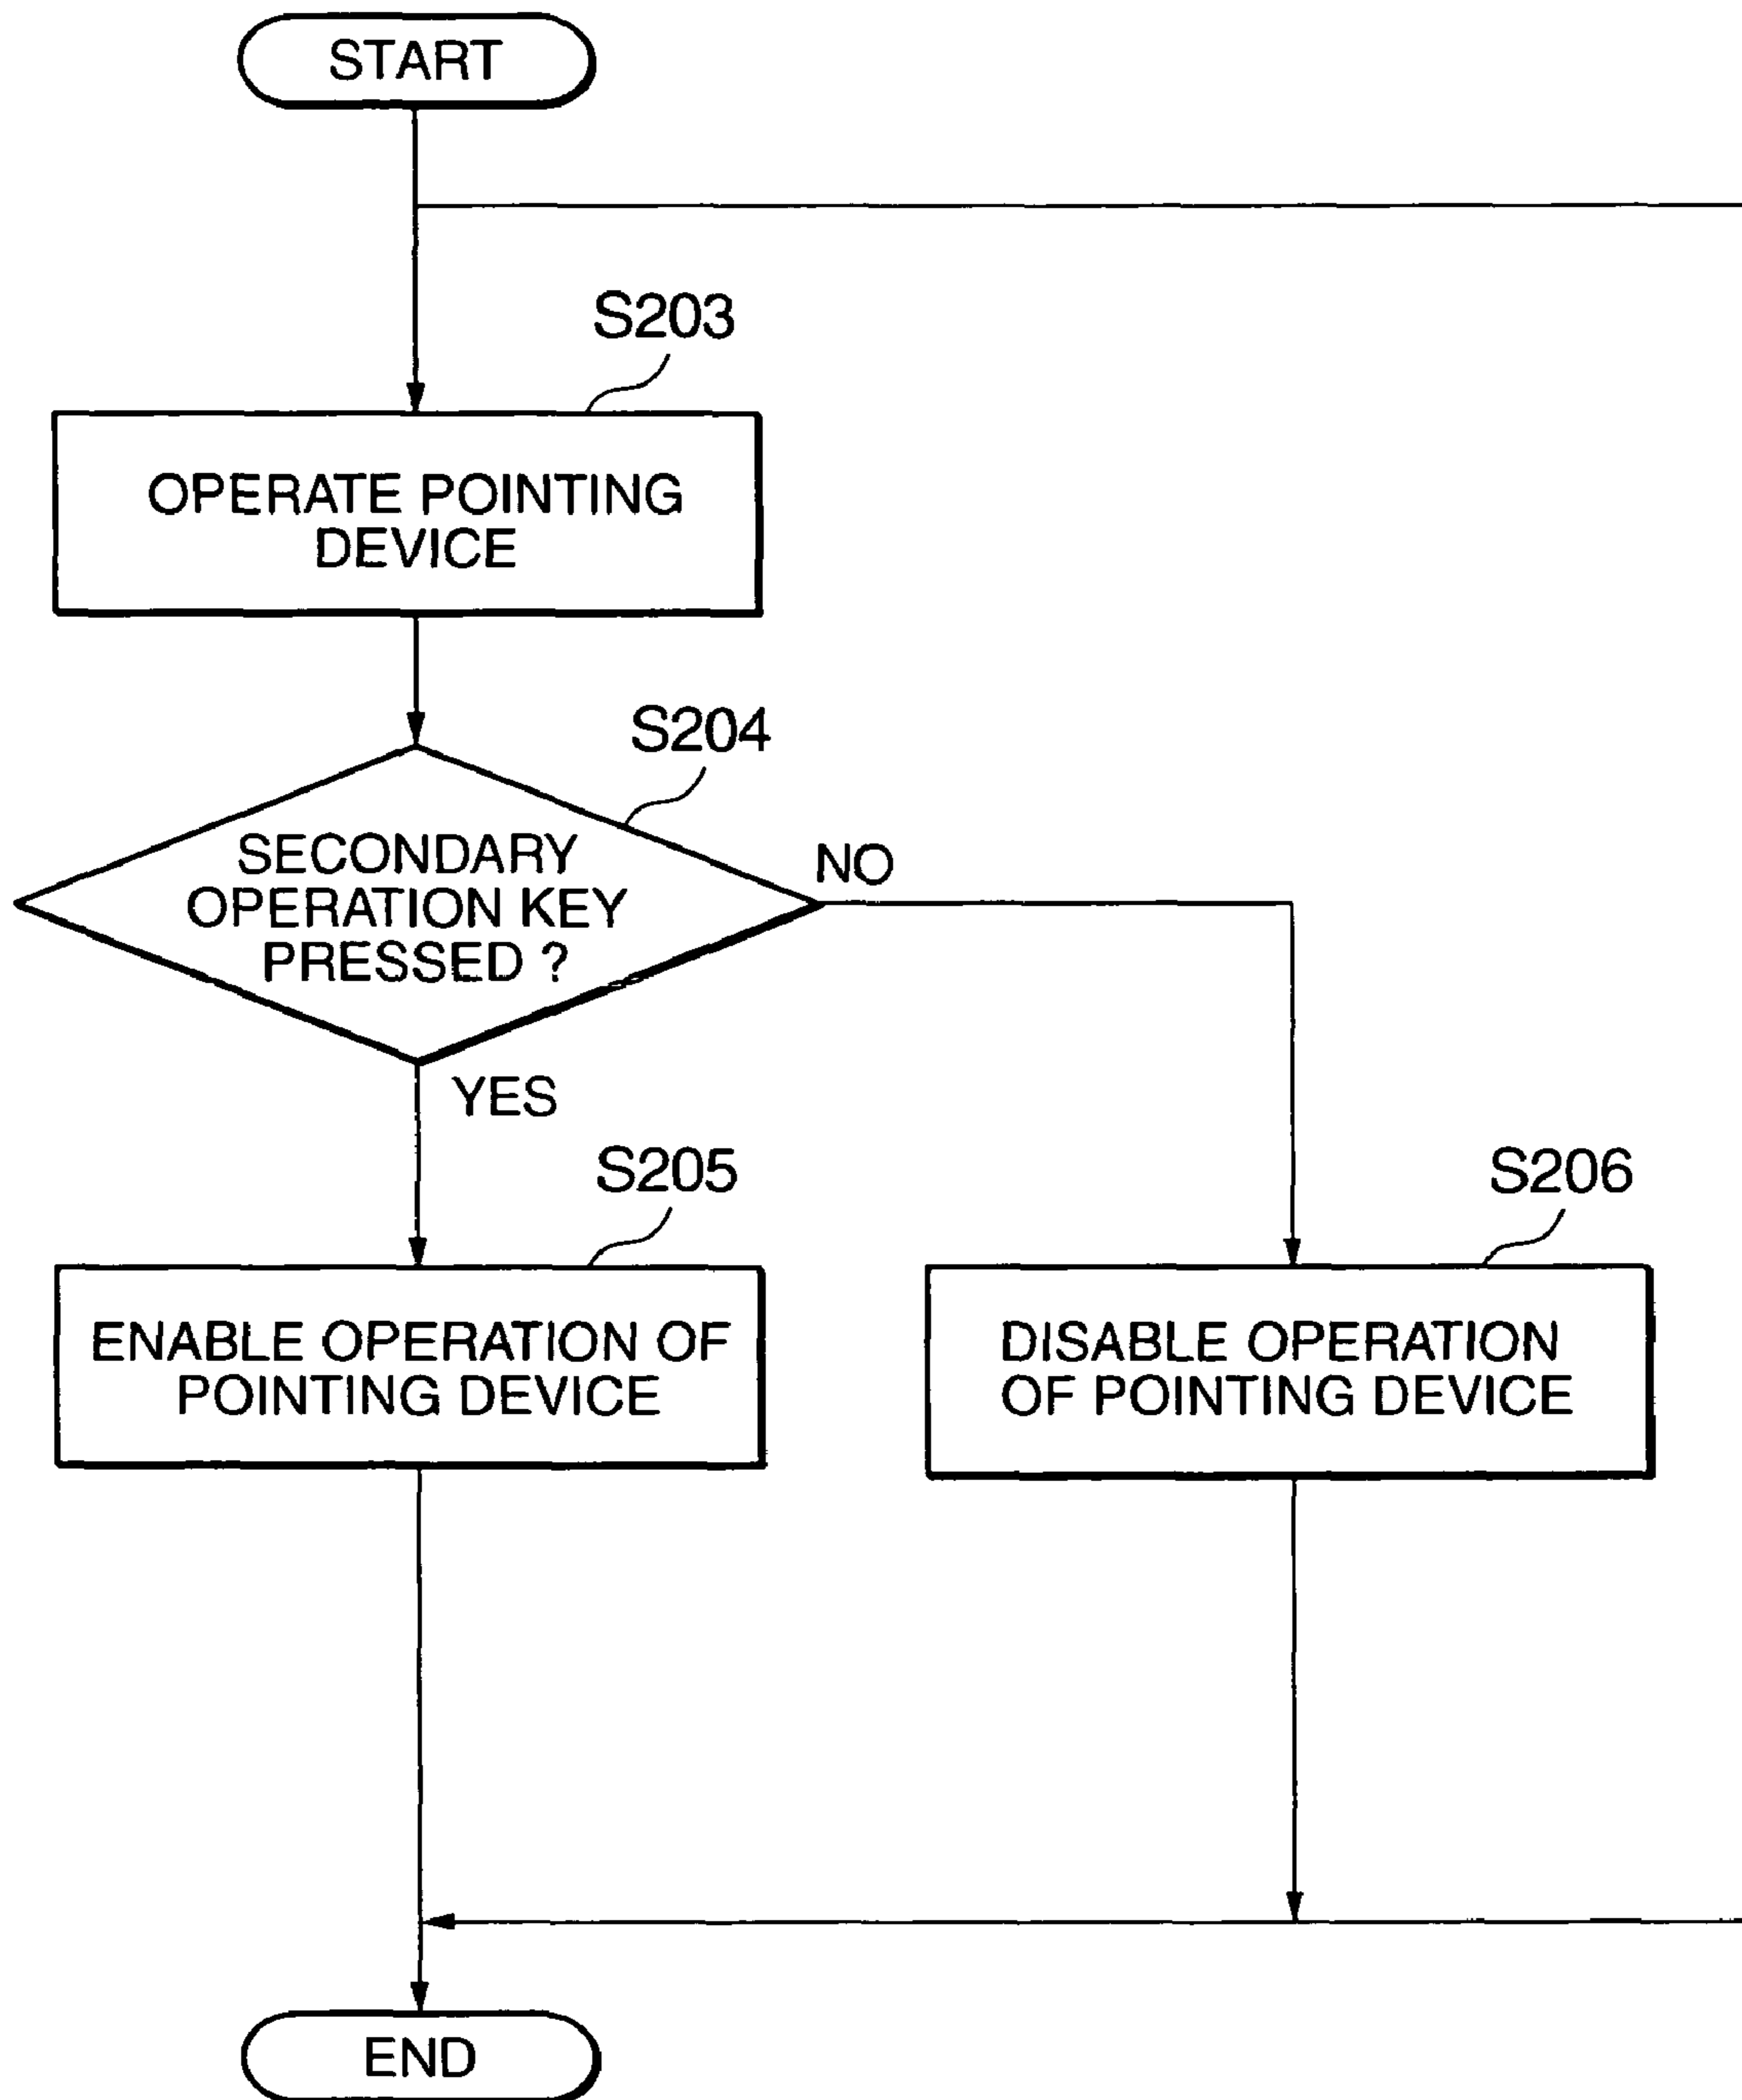 START
S203
OPERATE POINTING
DEVICE
S204
SECONDARY
OPERATION KEY
PRESSED ?
NO
YES
S205
ENABLE OPERATION OF
POINTING DEVICE
S206
DISABLE OPERATION
OF POINTING DEVICE
END